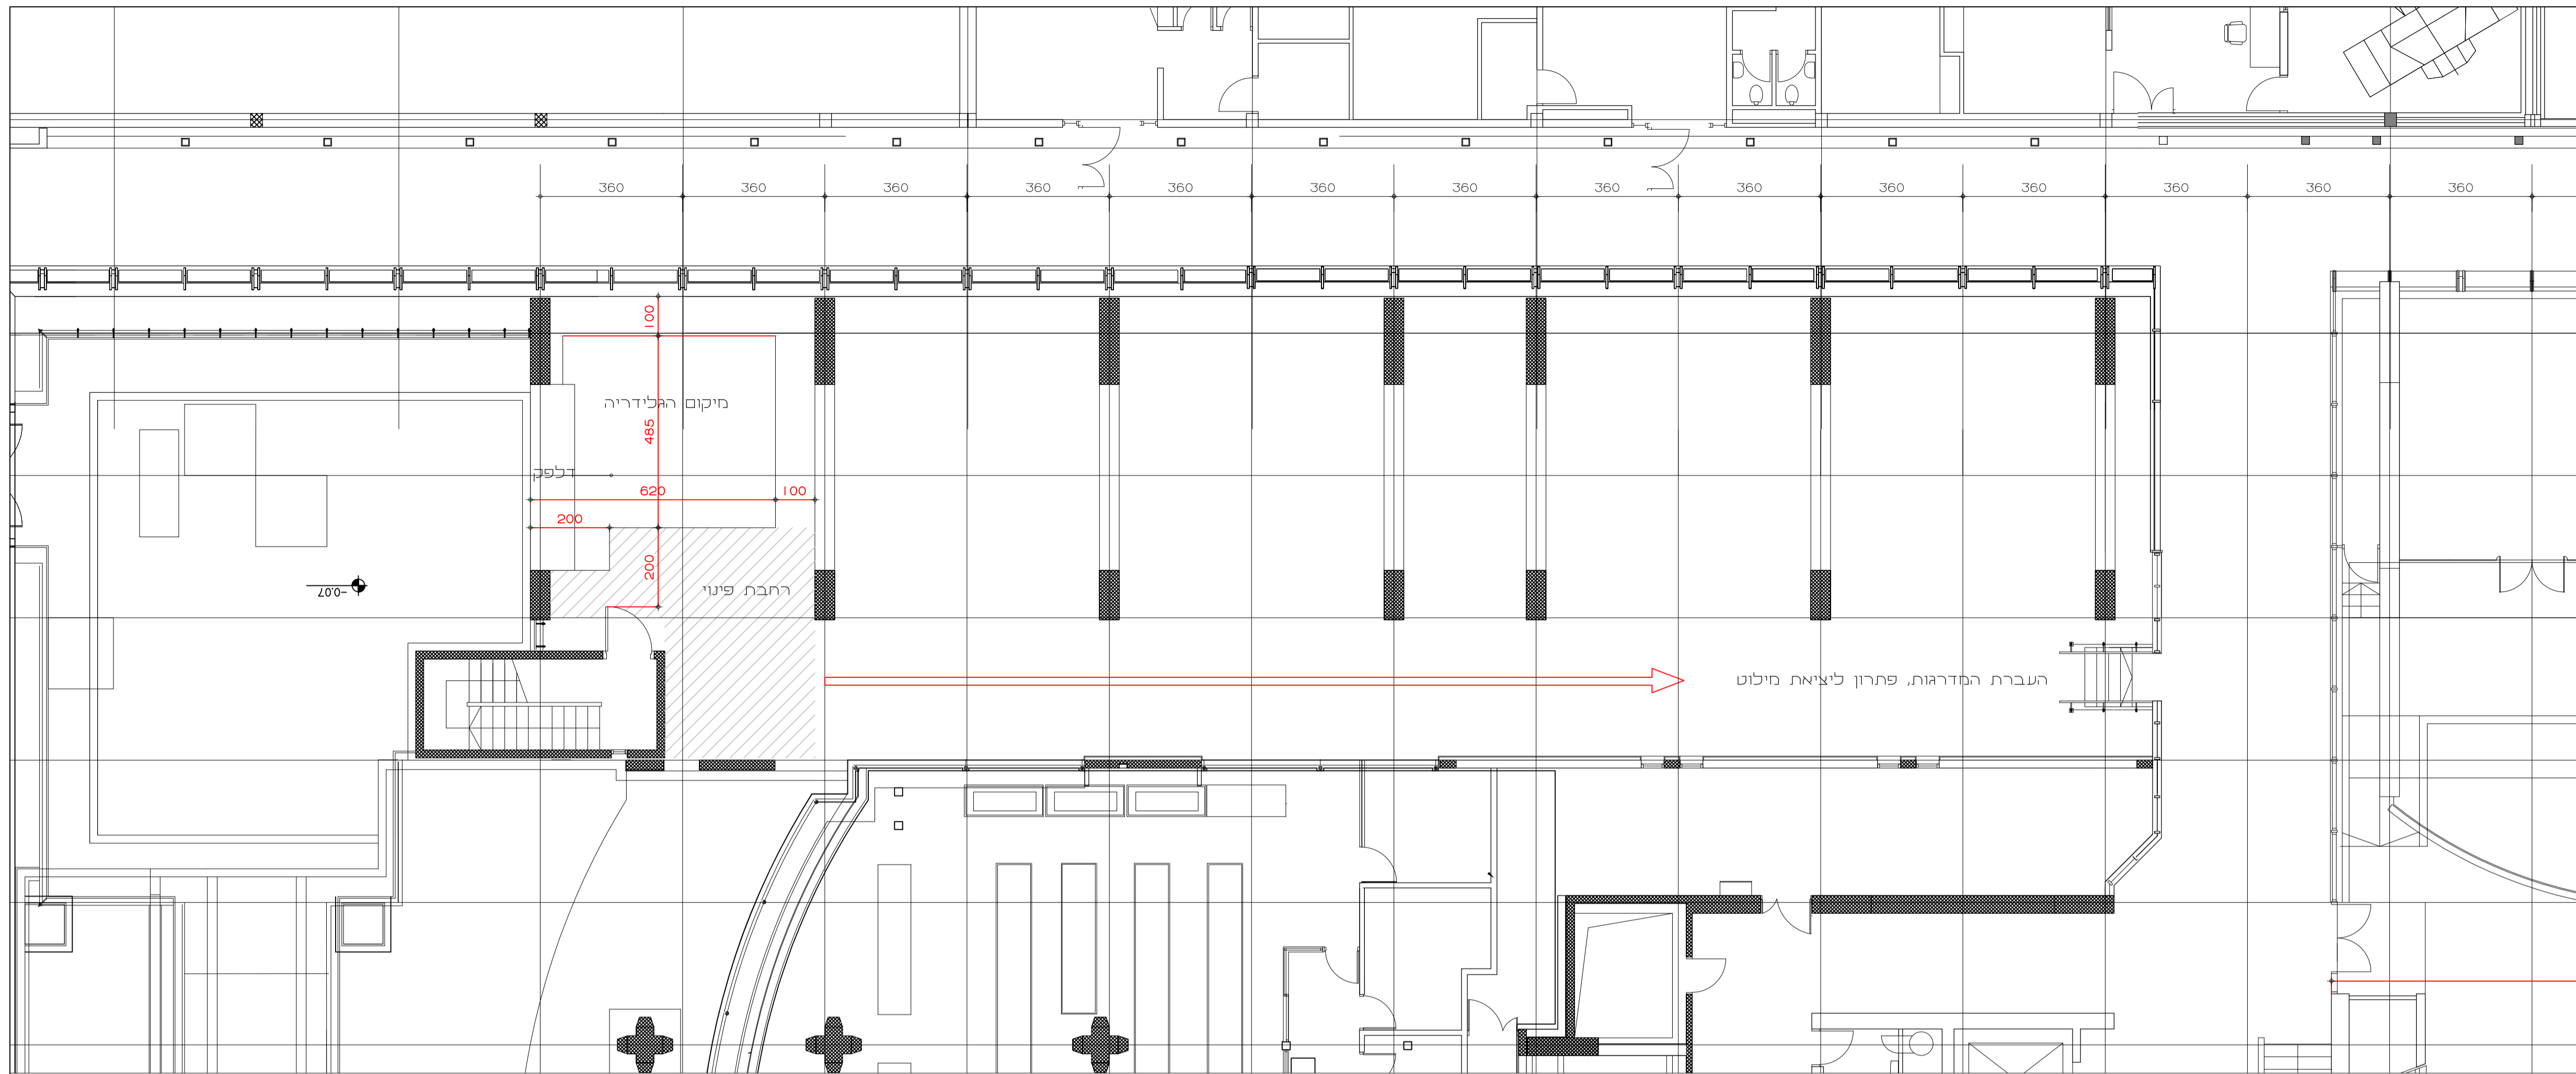 360 360 360 360 360 360 360 360 360 360 360 360 360 360
100
מיקום הגלידריה
485
דלפק
620 100
200
200
רחבת פינוי
-0.07
העברת המדרגות, פתרון ליציאת מילוט